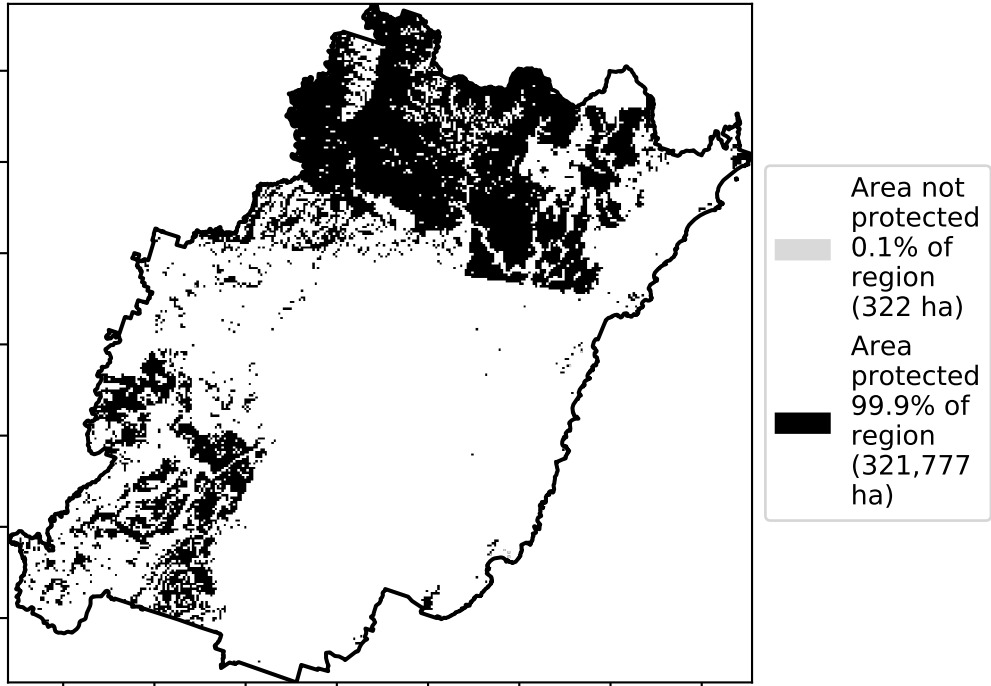 Area not
protected
0.1% of
region
(322 ha)
Area
protected
99.9% of
region
(321,777
ha)